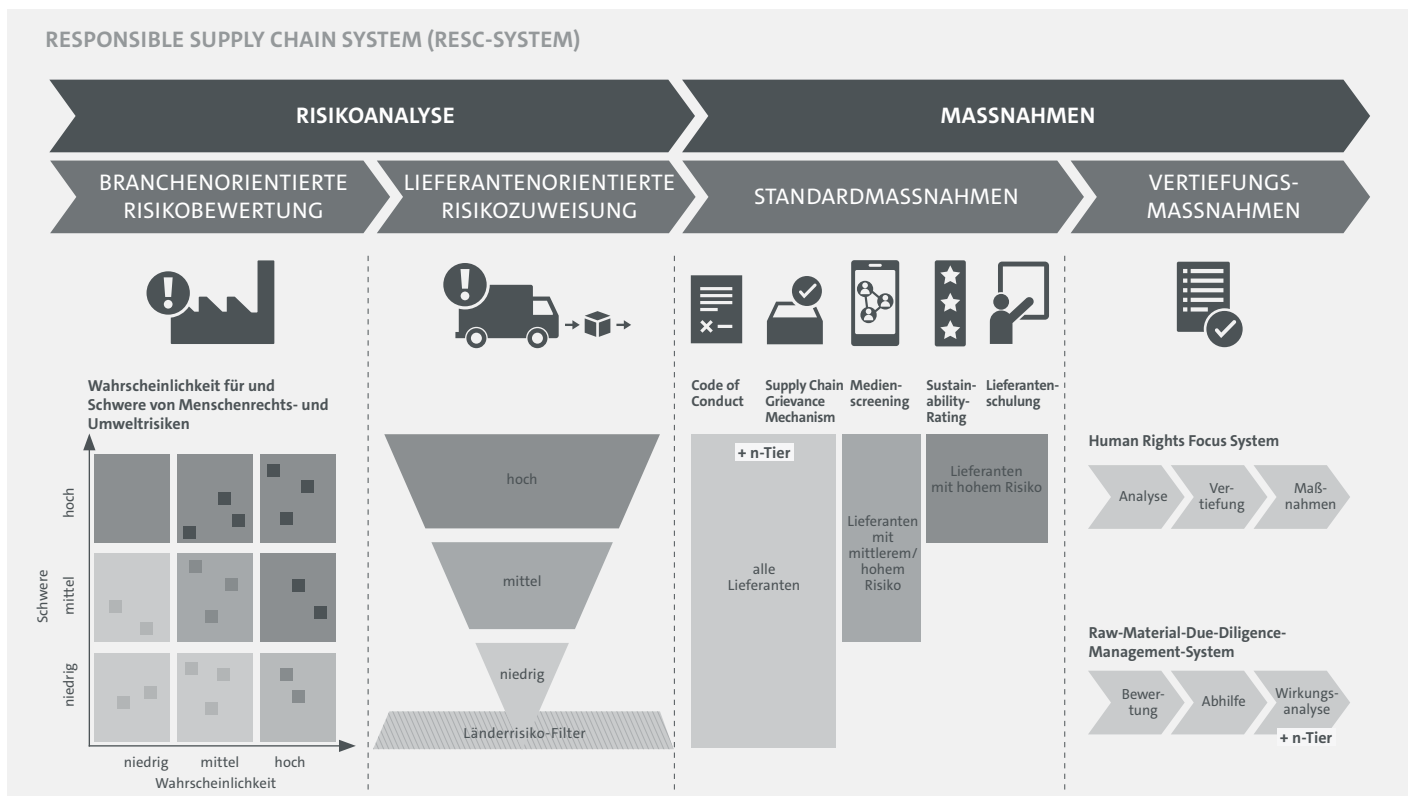 RESPONSIBLE SUPPLY CHAIN SYSTEM (RESC-SYSTEM)
RISIKOANALYSE
MASSNAHMEN
BRANCHENORIENTIERTE
RISIKOBEWERTUNG
LIEFERANTENORIENTIERTE
RISIKOZUWEISUNG
STANDARDMASSNAHMEN
VERTIEFUNGS-
MASSNAHMEN
Wahrscheinlichkeit für und
Schwere von Menschenrechts- und
Umweltrisiken
Schwere
hoch
mittel
niedrig
niedrig
mittel
hoch
Wahrscheinlichkeit
hoch
mittel
niedrig
Länderrisiko-Filter
Code of
Conduct
Supply Chain
Grievance
Mechanism
Medien-
screening
Sustain-
ability-
Rating
Lieferanten-
schulung
+ n-Tier
alle
Lieferanten
Lieferanten
mit
mittlerem/
hohem
Risiko
Lieferanten
mit hohem Risiko
Human Rights Focus System
Analyse
Ver-
tiefung
Maß-
nahmen
Raw-Material-Due-Diligence-
Management-System
Bewer-
tung
Abhilfe
Wirkungs-
analyse
+ n-Tier